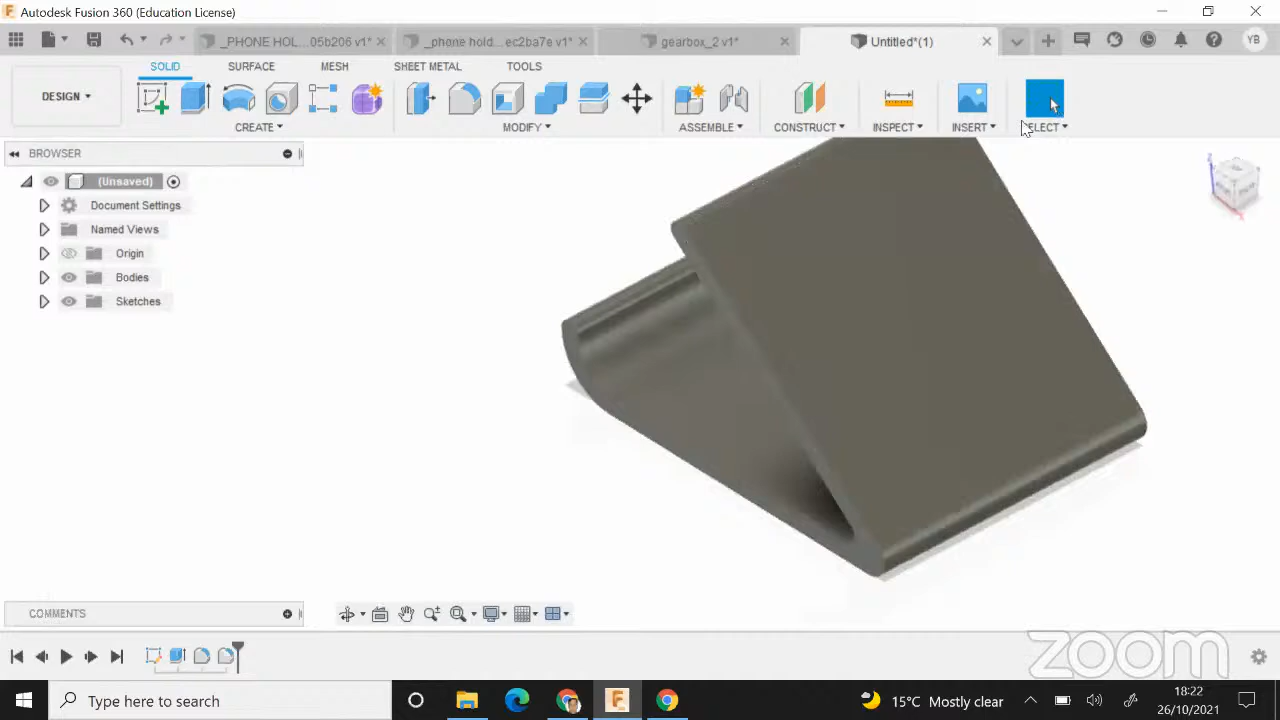 Autodesk Fusion 360 (Education License)
_PHONE HOL...05b206 v1*
_phone hold...ec2ba7e v1*
gearbox_2 v1*
Untitled*(1)
YB
SOLID
SURFACE
MESH
SHEET METAL
TOOLS
DESIGN
CREATE
MODIFY
ASSEMBLE
CONSTRUCT
INSPECT
INSERT
SELECT
BROWSER
(Unsaved)
Document Settings
Named Views
Origin
Bodies
Sketches
COMMENTS
zoom
Type here to search
15°C Mostly clear
18:22
26/10/2021